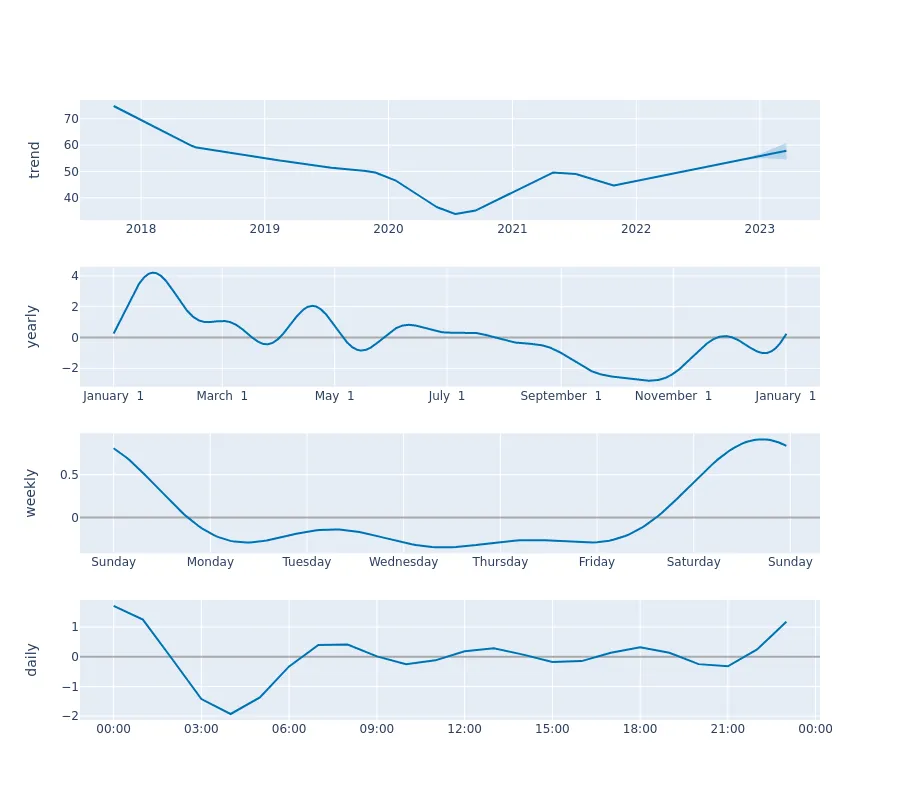 trend
70
60
50
40
2018 2019 2020 2021 2022 2023
yearly
4
2
0
−2
January 1 March 1 May 1 July 1 September 1 November 1 January 1
weekly
0.5
0
Sunday Monday Tuesday Wednesday Thursday Friday Saturday Sunday
daily
1
0
−1
−2
00:00 03:00 06:00 09:00 12:00 15:00 18:00 21:00 00:00